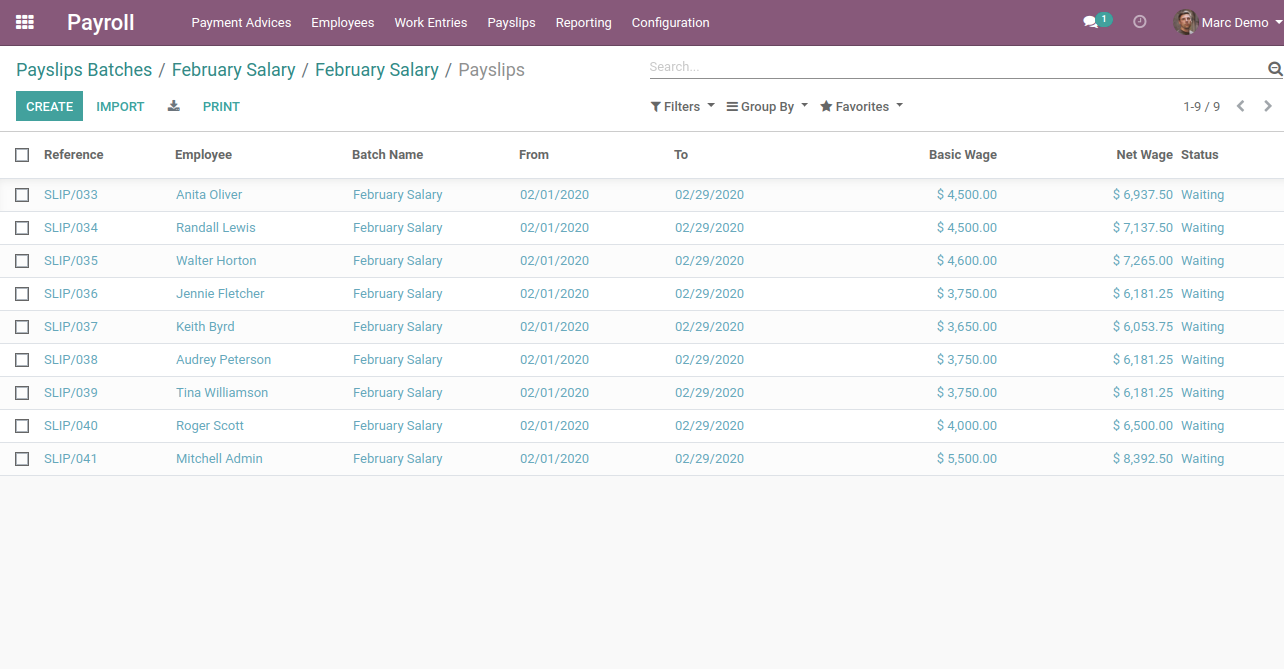 Payroll Payment Advices Employees Work Entries Payslips Reporting Configuration 1 Marc Demo
Payslips Batches / February Salary / February Salary / Payslips Search...
CREATE IMPORT PRINT Filters Group By Favorites 1-9 / 9
Reference Employee Batch Name From To Basic Wage Net Wage Status
SLIP/033 Anita Oliver February Salary 02/01/2020 02/29/2020 $ 4,500.00 $ 6,937.50 Waiting
SLIP/034 Randall Lewis February Salary 02/01/2020 02/29/2020 $ 4,500.00 $ 7,137.50 Waiting
SLIP/035 Walter Horton February Salary 02/01/2020 02/29/2020 $ 4,600.00 $ 7,265.00 Waiting
SLIP/036 Jennie Fletcher February Salary 02/01/2020 02/29/2020 $ 3,750.00 $ 6,181.25 Waiting
SLIP/037 Keith Byrd February Salary 02/01/2020 02/29/2020 $ 3,650.00 $ 6,053.75 Waiting
SLIP/038 Audrey Peterson February Salary 02/01/2020 02/29/2020 $ 3,750.00 $ 6,181.25 Waiting
SLIP/039 Tina Williamson February Salary 02/01/2020 02/29/2020 $ 3,750.00 $ 6,181.25 Waiting
SLIP/040 Roger Scott February Salary 02/01/2020 02/29/2020 $ 4,000.00 $ 6,500.00 Waiting
SLIP/041 Mitchell Admin February Salary 02/01/2020 02/29/2020 $ 5,500.00 $ 8,392.50 Waiting